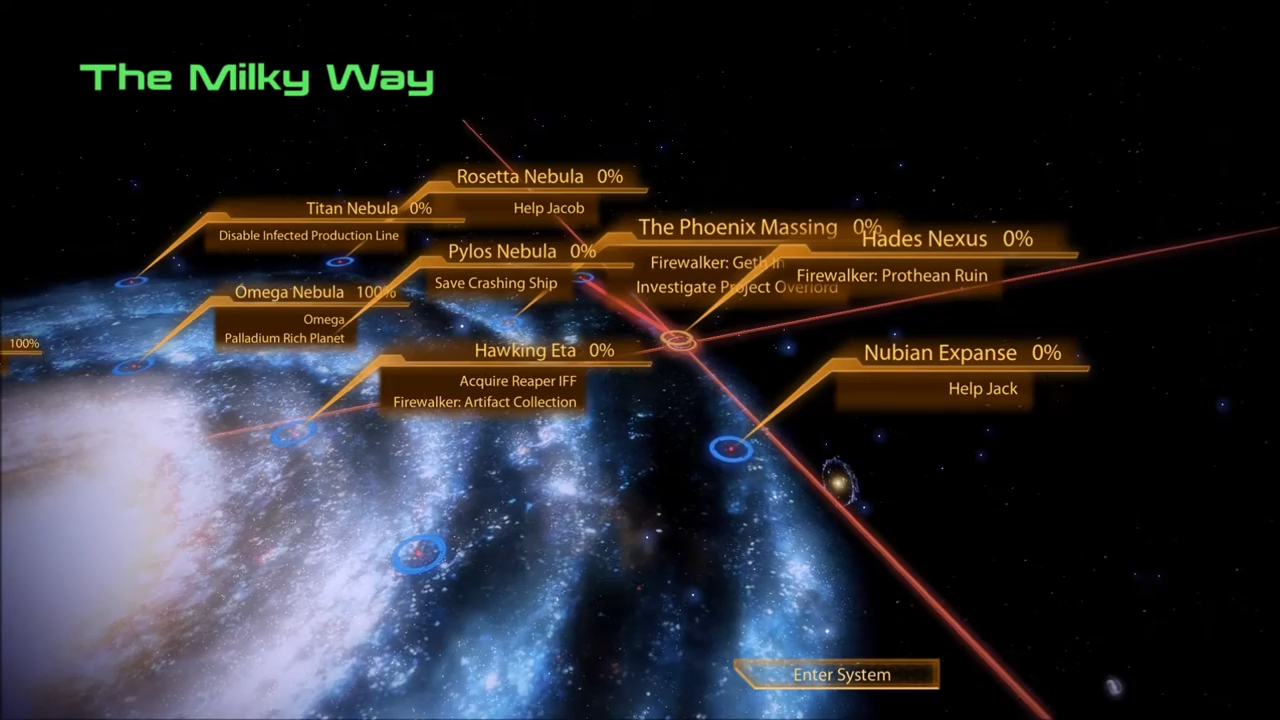 The Milky Way
Rosetta Nebula 0%
Help Jacob
Titan Nebula 0%
Disable Infected Production Line
The Phoenix Massing 0%
Firewalker: Geth In
Investigate Project Overlord
Hades Nexus 0%
Firewalker: Prothean Ruin
Pylos Nebula 0%
Save Crashing Ship
Omega Nebula 100%
Omega
Palladium Rich Planet
100%
Hawking Eta 0%
Acquire Reaper IFF
Firewalker: Artifact Collection
Nubian Expanse 0%
Help Jack
Enter System